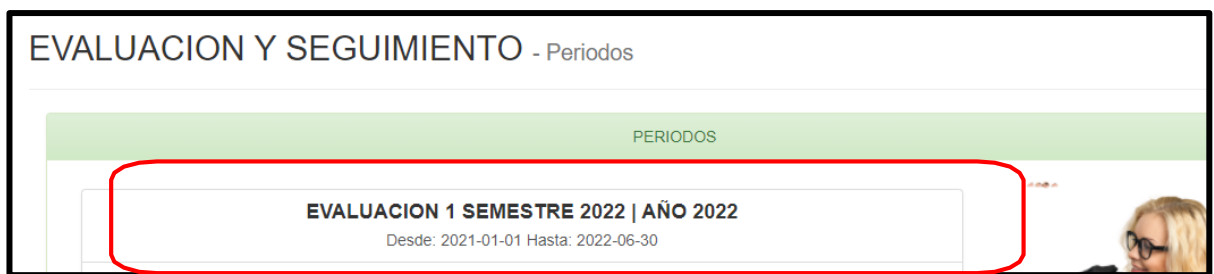 EVALUACION Y SEGUIMIENTO - Periodos
PERIODOS
EVALUACION 1 SEMESTRE 2022 | AÑO 2022
Desde: 2021-01-01 Hasta: 2022-06-30